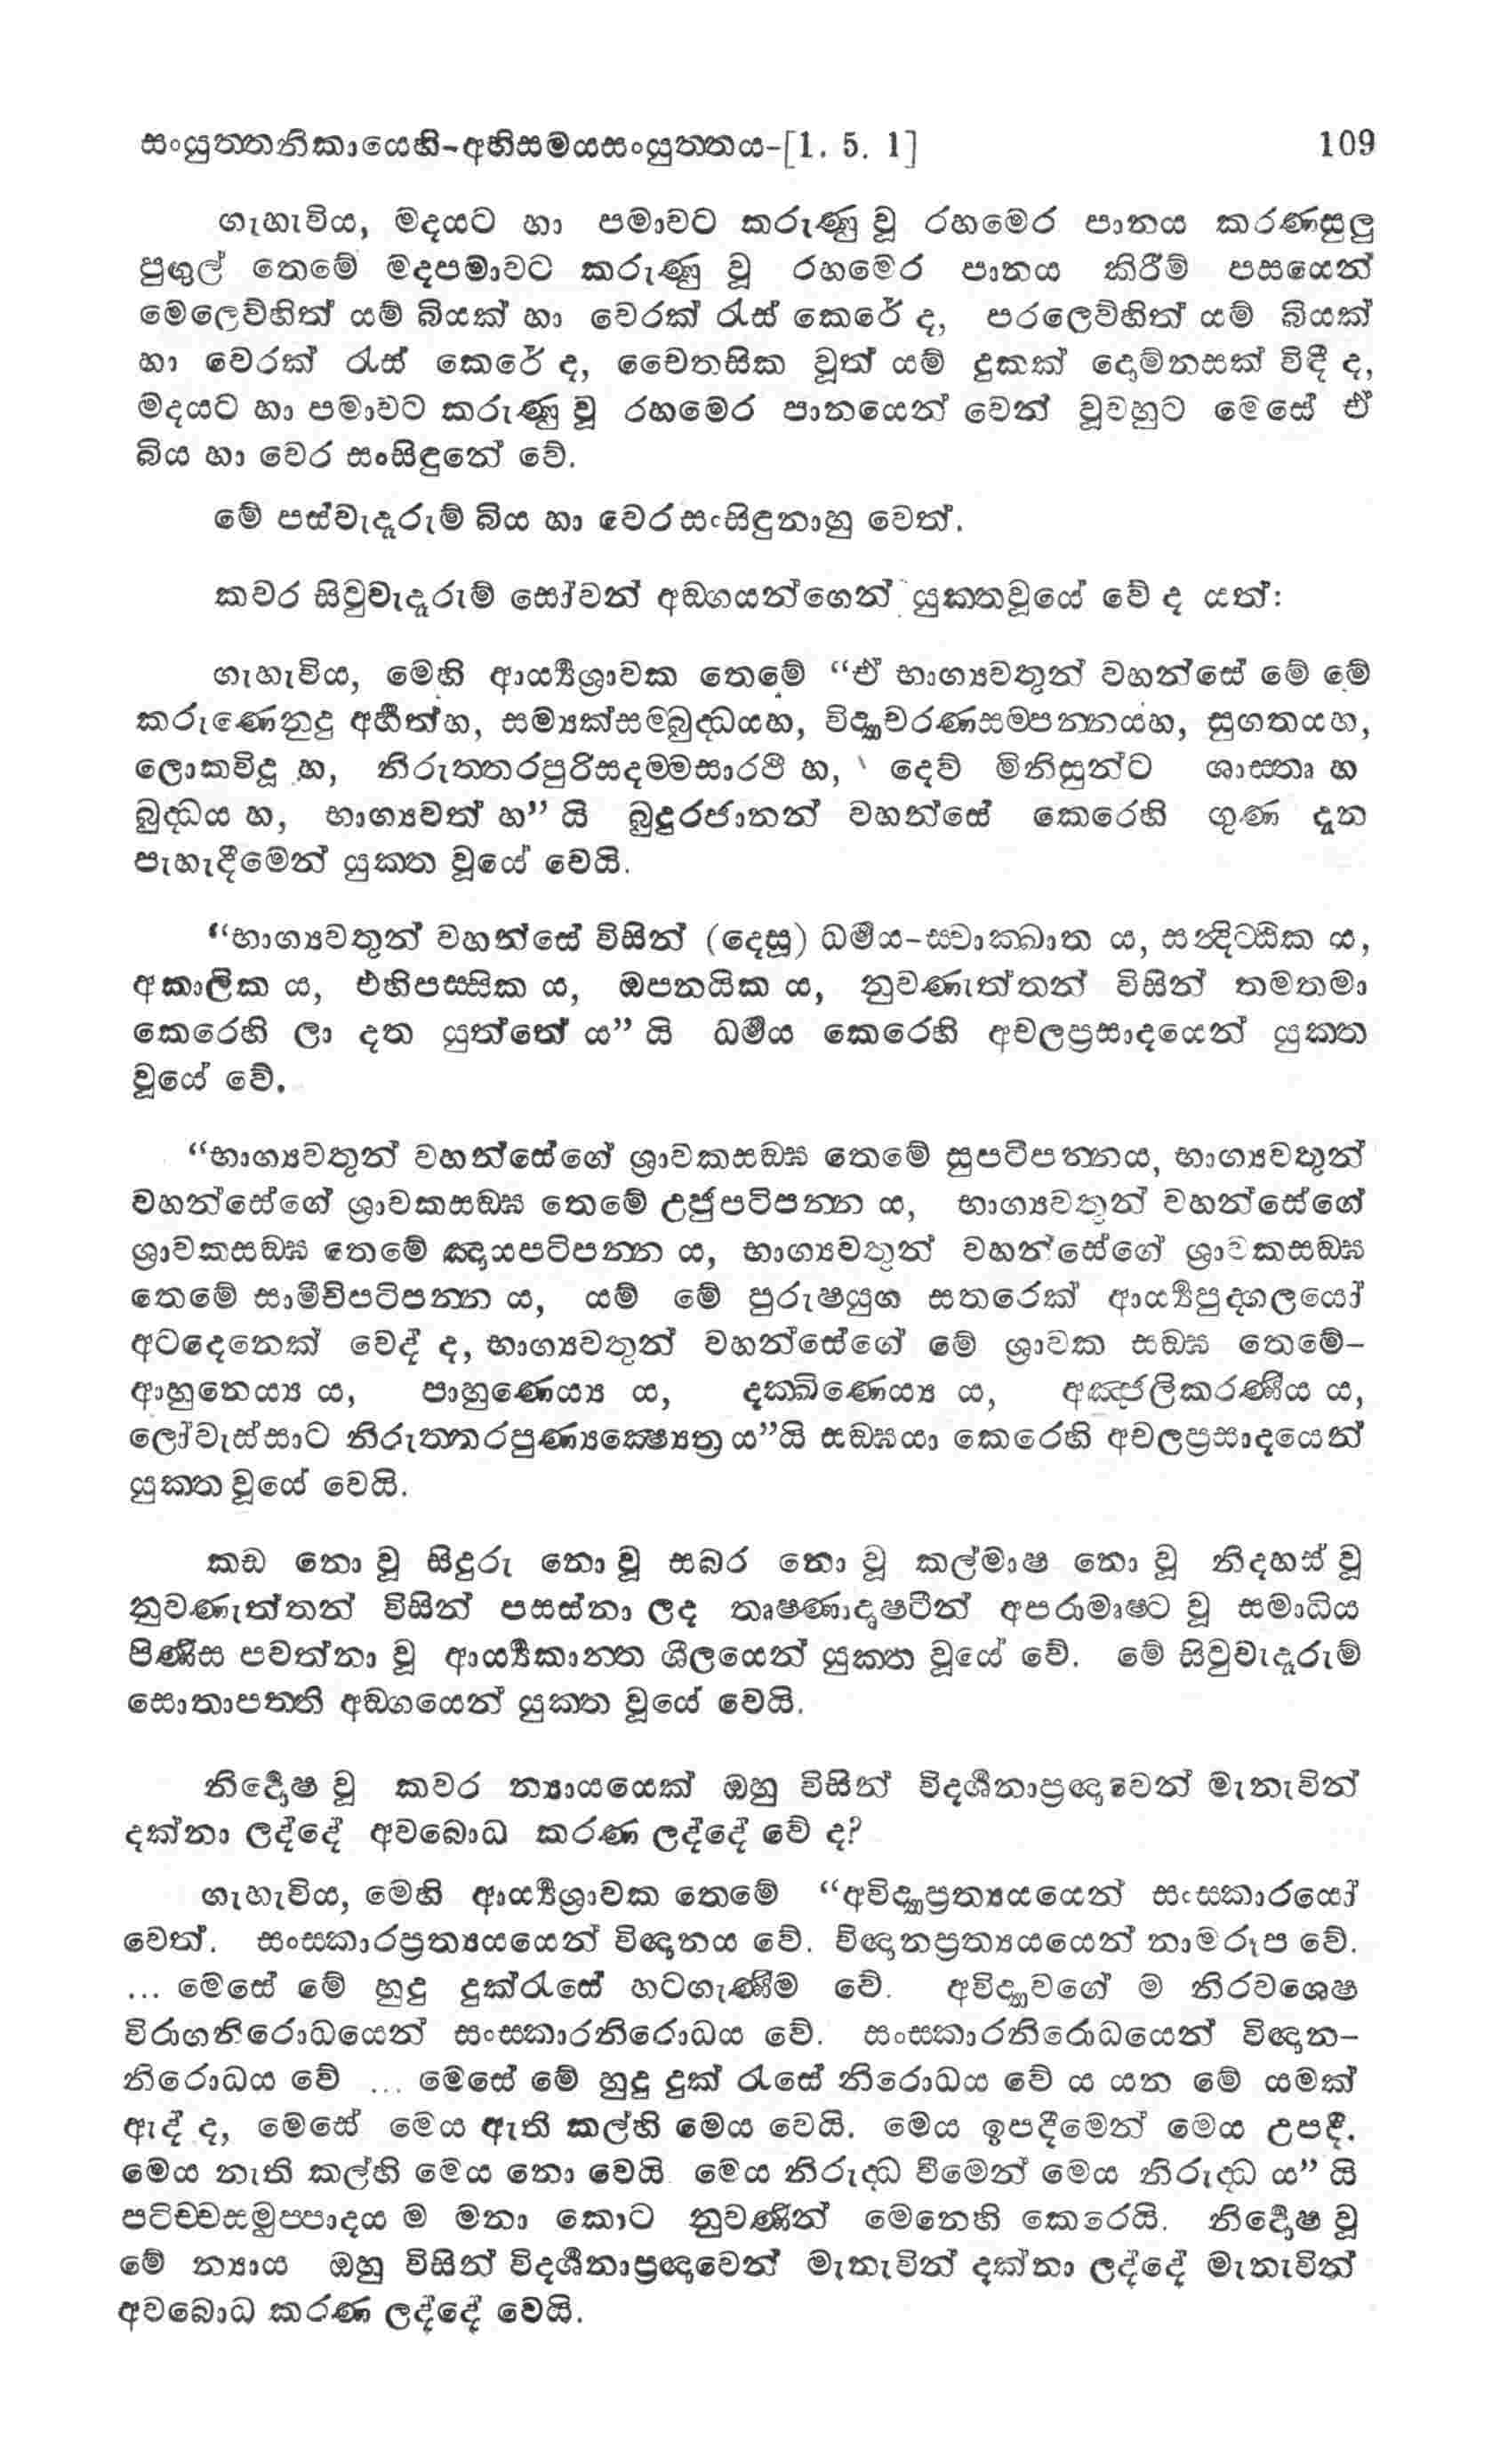 සංයුත්තනිකායෙහි-අභිසමයසංයුත්තය-[1. 5. 1] 109
ගැහැවිය, මදයට හා පමාවට කරුණු වූ රහමෙර පානය කරණසුලු
පුඟුල් තෙමේ මදපමාවට කරුණු වූ රහමෙර පානය කිරීම් පසයෙන්
මෙලෙව්හිත් යම් බියක් හා වෙරක් රැස් කෙරේ ද, පරලෙව්හිත් යම් බියක්
හා වෙරක් රැස් කෙරේ ද, චෛතසික වූත් යම් දුකක් දොම්නසක් විඳී ද,
මදයට හා පමාවට කරුණු වූ රහමෙර පානයෙන් වෙන් වූවහුට මෙසේ ඒ
බිය හා වෙර සංසිඳුනේ වේ.
මේ පස්වැදෑරුම් බිය හා වෙර සංසිඳුනාහු වෙත්.
කවර සිවුවැදෑරුම් සෝවන් අඞ්ගයන්ගෙන් යුක්තවූයේ වේ ද යත්:
ගැහැවිය, මෙහි ආර්‍ය්‍යශ්‍රාවක තෙමේ “ඒ භාග්‍යවතුන් වහන්සේ මේ මේ
කරුණෙනුදු අර්හත්හ, සම්‍යක්සම්බුද්ධයහ, විද්‍යාචරණසම්පන්නයහ, සුගතයහ,
ලොකවිදූ හ, නිරුත්තරපුරිසදම්මසාරථී හ, දෙව් මිනිසුන්ට ශාස්තෘ හ
බුද්ධය හ, භාග්‍යවත් හ” යි බුදුරජානන් වහන්සේ කෙරෙහි ගුණ දැන
පැහැදීමෙන් යුක්ත වූයේ වෙයි.
“භාග්‍යවතුන් වහන්සේ විසින් (දෙසූ) ධර්මය-ස්වාක්ඛාත ය, සන්දිට්ඨික ය,
අකාලික ය, එහිපස්සික ය, ඔපනයික ය, නුවණැත්තන් විසින් තමතමා
කෙරෙහි ලා දත යුත්තේ ය” යි ධර්මය කෙරෙහි අචලප්‍රසාදයෙන් යුක්ත
වූයේ වේ.
“භාග්‍යවතුන් වහන්සේගේ ශ්‍රාවකසඞ්ඝ තෙමේ සුපටිපන්නය, භාග්‍යවතුන්
වහන්සේගේ ශ්‍රාවකසඞ්ඝ තෙමේ උජුපටිපන්න ය, භාග්‍යවතුන් වහන්සේගේ
ශ්‍රාවකසඞ්ඝ තෙමේ ඤායපටිපන්න ය, භාග්‍යවතුන් වහන්සේගේ ශ්‍රාවකසඞ්ඝ
තෙමේ සාමීචිපටිපන්න ය, යම් මේ පුරුෂයුග සතරෙක් ආර්‍ය්‍යපුද්ගලයෝ
අටදෙනෙක් වෙද් ද, භාග්‍යවතුන් වහන්සේගේ මේ ශ්‍රාවක සඞ්ඝ තෙමේ-
ආහුනෙය්‍ය ය, පාහුණෙය්‍ය ය, දක්ඛිණෙය්‍ය ය, අඤ්ජලිකරණීය ය,
ලෝවැස්සාට නිරුත්තරපුණ්‍යක්ෂෙත්‍ර ය”යි සඞ්ඝයා කෙරෙහි අචලප්‍රසාදයෙන්
යුක්ත වූයේ වෙයි.
කඩ නො වූ සිදුරු නො වූ සබර නො වූ කල්මාෂ නො වූ නිදහස් වූ
නුවණැත්තන් විසින් පසස්නා ලද තෘෂ්ණාදෘෂ්ටීන් අපරාමෘෂ්ට වූ සමාධිය
පිණිස පවත්නා වූ ආර්‍ය්‍යකාන්ත ශීලයෙන් යුක්ත වූයේ වේ. මේ සිවුවැදෑරුම්
සොතාපත්ති අඞ්ගයෙන් යුක්ත වූයේ වෙයි.
නිර්දොෂ වූ කවර න්‍යායයෙක් ඔහු විසින් විදර්ශනාප්‍රඥාවෙන් මැනැවින්
දක්නා ලද්දේ අවබොධ කරණ ලද්දේ වේ ද?
ගැහැවිය, මෙහි ආර්‍ය්‍යශ්‍රාවක තෙමේ “අවිද්‍යාප්‍රත්‍යයයෙන් සංස්කාරයෝ
වෙත්. සංස්කාරප්‍රත්‍යයයෙන් විඥානය වේ. විඥානප්‍රත්‍යයයෙන් නාමරූප වේ.
... මෙසේ මේ හුදු දුක්රැසේ හටගැණීම වේ. අවිද්‍යාවගේ ම නිරවශෙෂ
විරාගනිරොධයෙන් සංස්කාරනිරොධය වේ. සංස්කාරනිරොධයෙන් විඥාන-
නිරොධය වේ ... මෙසේ මේ හුදු දුක් රැසේ නිරොධය වේ ය යන මේ යමක්
ඇද් ද, මෙසේ මෙය ඇති කල්හි මෙය වෙයි. මෙය ඉපදීමෙන් මෙය උපදී.
මෙය නැති කල්හි මෙය නො වෙයි. මෙය නිරුද්ධ වීමෙන් මෙය නිරුද්ධ ය” යි
පටිච්චසමුප්පාදය ම මනා කොට නුවණින් මෙනෙහි කෙරෙයි. නිර්දොෂ වූ
මේ න්‍යාය ඔහු විසින් විදර්ශනාප්‍රඥාවෙන් මැනැවින් දක්නා ලද්දේ මැනැවින්
අවබොධ කරණ ලද්දේ වෙයි.